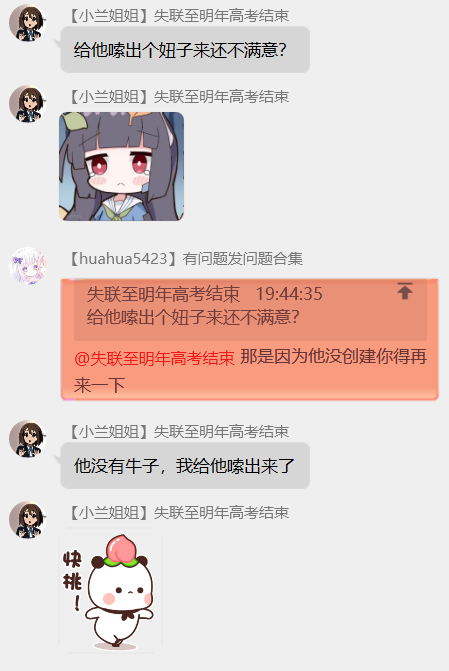 【小兰姐姐】失联至明年高考结束
给他嗦出个妞子来还不满意？
【小兰姐姐】失联至明年高考结束
【huahua5423】有问题发问题合集
失联至明年高考结束 19:44:35
给他嗦出个妞子来还不满意？
@失联至明年高考结束 那是因为他没创建你得再
来一下
【小兰姐姐】失联至明年高考结束
他没有牛子，我给他嗦出来了
【小兰姐姐】失联至明年高考结束
快
桃
！